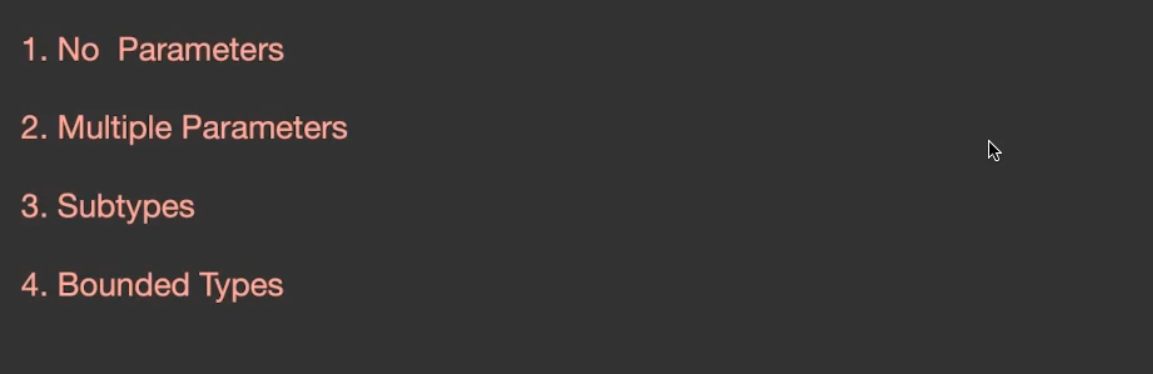 1. No  Parameters
2. Multiple Parameters
3. Subtypes
4. Bounded Types